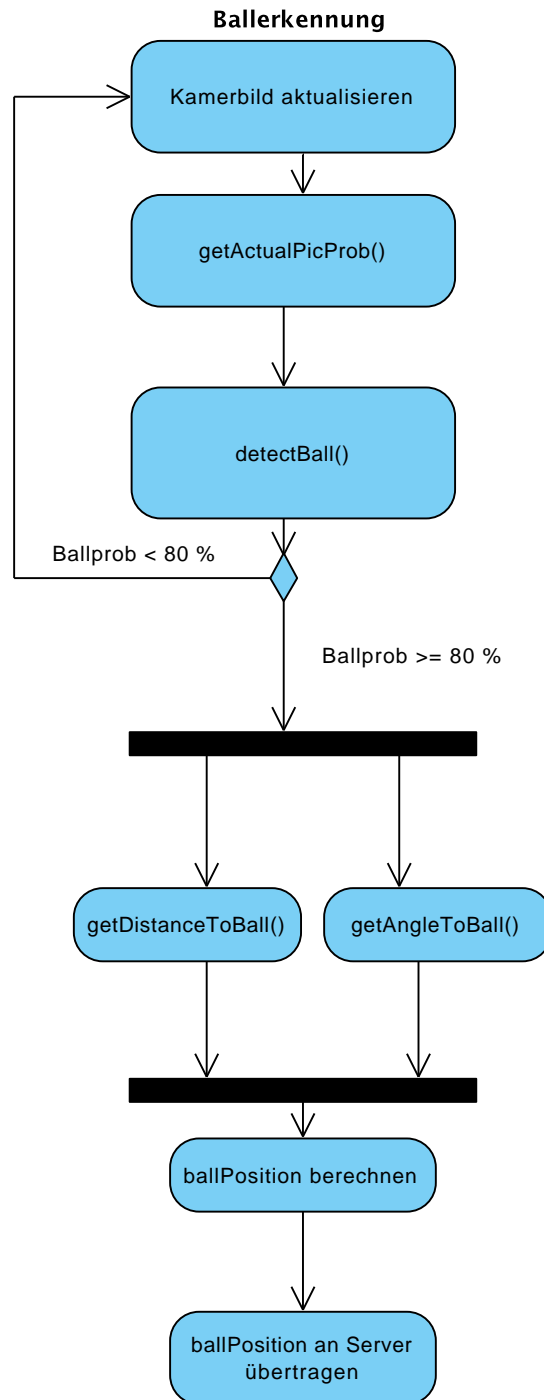 Ballerkennung
Kamerbild aktualisieren
getActualPicProb()
detectBall()
Ballprob < 80 %
Ballprob >= 80 %
getDistanceToBall()
getAngleToBall()
ballPosition berechnen
ballPosition an Server
übertragen